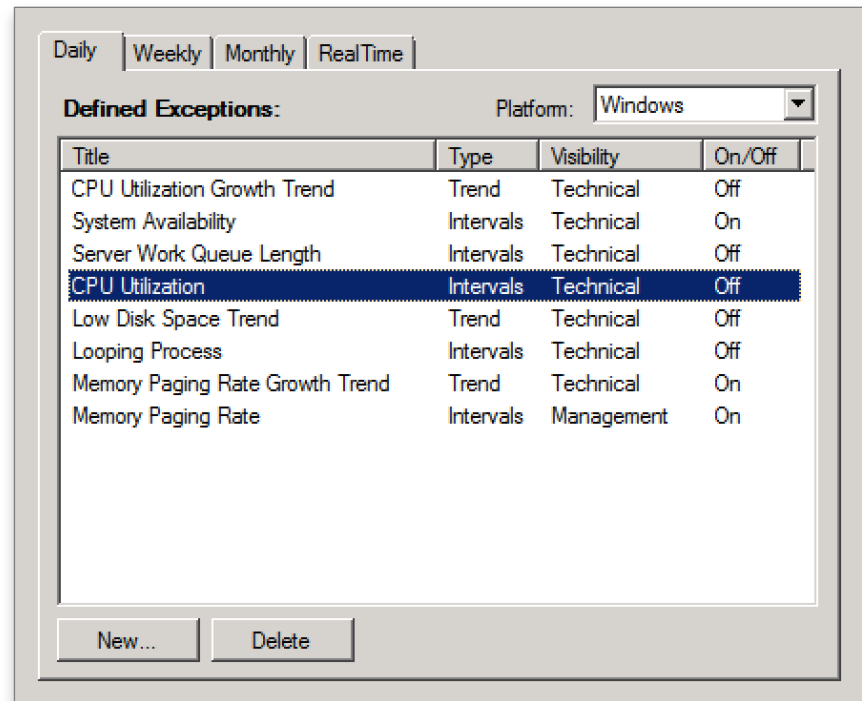 Daily Weekly Monthly RealTime
Defined Exceptions: Platform: Windows
Title Type Visibility On/Off
CPU Utilization Growth Trend Trend Technical Off
System Availability Intervals Technical On
Server Work Queue Length Intervals Technical Off
CPU Utilization Intervals Technical Off
Low Disk Space Trend Trend Technical Off
Looping Process Intervals Technical Off
Memory Paging Rate Growth Trend Trend Technical On
Memory Paging Rate Intervals Management On
New... Delete